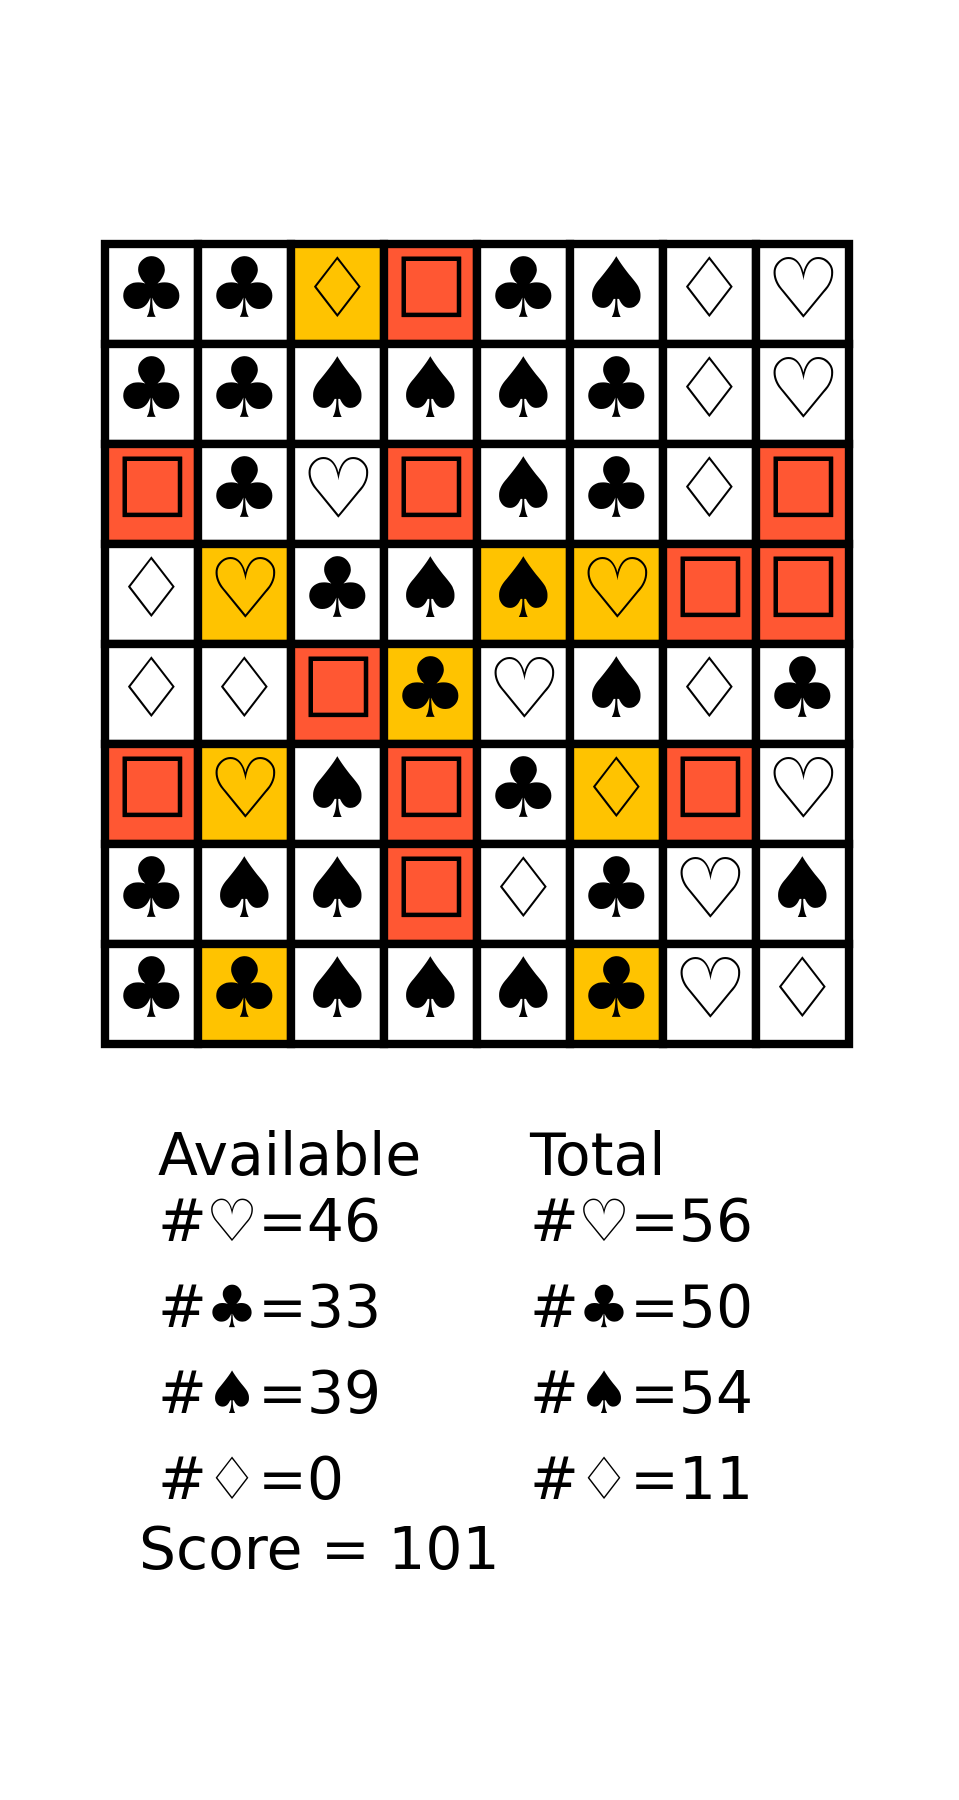 ♣ ♣ ♢ □ ♣ ♠ ♢ ♡
♣ ♣ ♠ ♠ ♠ ♣ ♢ ♡
□ ♣ ♡ □ ♠ ♣ ♢ □
♢ ♡ ♣ ♠ ♠ ♡ □ □
♢ ♢ □ ♣ ♡ ♠ ♢ ♣
□ ♡ ♠ □ ♣ ♢ □ ♡
♣ ♠ ♠ □ ♢ ♣ ♡ ♠
♣ ♣ ♠ ♠ ♠ ♣ ♡ ♢
Available Total
#♡=46 #♡=56
#♣=33 #♣=50
#♠=39 #♠=54
#♢=0 #♢=11
Score = 101